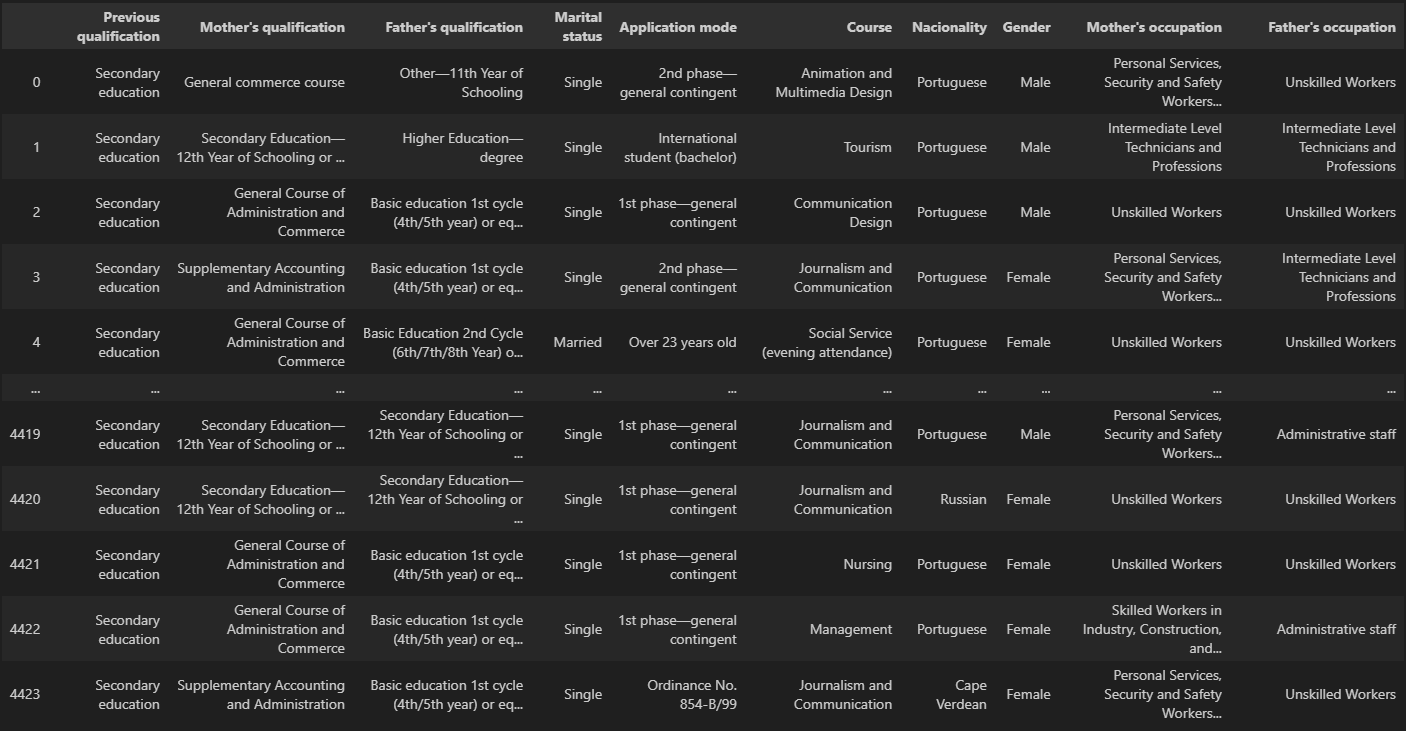 Previous qualification Mother's qualification Father's qualification Marital status Application mode Course Nacionality Gender Mother's occupation Father's occupation
0 Secondary education General commerce course Other—11th Year of Schooling Single 2nd phase—general contingent Animation and Multimedia Design Portuguese Male Personal Services, Security and Safety Workers... Unskilled Workers
1 Secondary education Secondary Education—12th Year of Schooling or ... Higher Education—degree Single International student (bachelor) Tourism Portuguese Male Intermediate Level Technicians and Professions Intermediate Level Technicians and Professions
2 Secondary education General Course of Administration and Commerce Basic education 1st cycle (4th/5th year) or eq... Single 1st phase—general contingent Communication Design Portuguese Male Unskilled Workers Unskilled Workers
3 Secondary education Supplementary Accounting and Administration Basic education 1st cycle (4th/5th year) or eq... Single 2nd phase—general contingent Journalism and Communication Portuguese Female Personal Services, Security and Safety Workers... Intermediate Level Technicians and Professions
4 Secondary education General Course of Administration and Commerce Basic Education 2nd Cycle (6th/7th/8th Year) o... Married Over 23 years old Social Service (evening attendance) Portuguese Female Unskilled Workers Unskilled Workers
... ... ... ... ... ... ... ... ... ... ...
4419 Secondary education Secondary Education—12th Year of Schooling or ... Secondary Education—12th Year of Schooling or ... Single 1st phase—general contingent Journalism and Communication Portuguese Male Personal Services, Security and Safety Workers... Administrative staff
4420 Secondary education Secondary Education—12th Year of Schooling or ... Secondary Education—12th Year of Schooling or ... Single 1st phase—general contingent Journalism and Communication Russian Female Unskilled Workers Unskilled Workers
4421 Secondary education General Course of Administration and Commerce Basic education 1st cycle (4th/5th year) or eq... Single 1st phase—general contingent Nursing Portuguese Female Unskilled Workers Unskilled Workers
4422 Secondary education General Course of Administration and Commerce Basic education 1st cycle (4th/5th year) or eq... Single 1st phase—general contingent Management Portuguese Female Skilled Workers in Industry, Construction, and... Administrative staff
4423 Secondary education Supplementary Accounting and Administration Basic education 1st cycle (4th/5th year) or eq... Single Ordinance No. 854-B/99 Journalism and Communication Cape Verdean Female Personal Services, Security and Safety Workers... Unskilled Workers